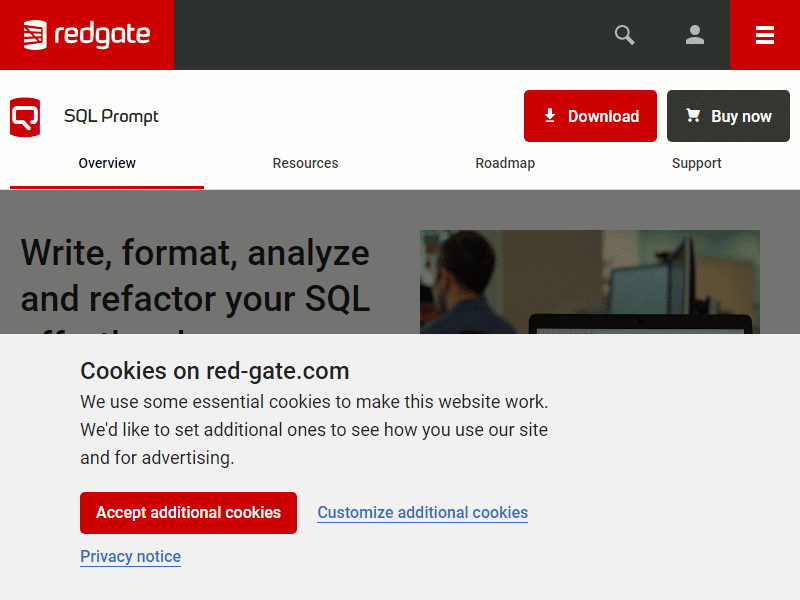 redgate
SQL Prompt
Download
Buy now
Overview
Resources
Roadmap
Support
Write, format, analyze
and refactor your SQL
Cookies on red-gate.com
We use some essential cookies to make this website work.
We'd like to set additional ones to see how you use our site
and for advertising.
Accept additional cookies
Customize additional cookies
Privacy notice